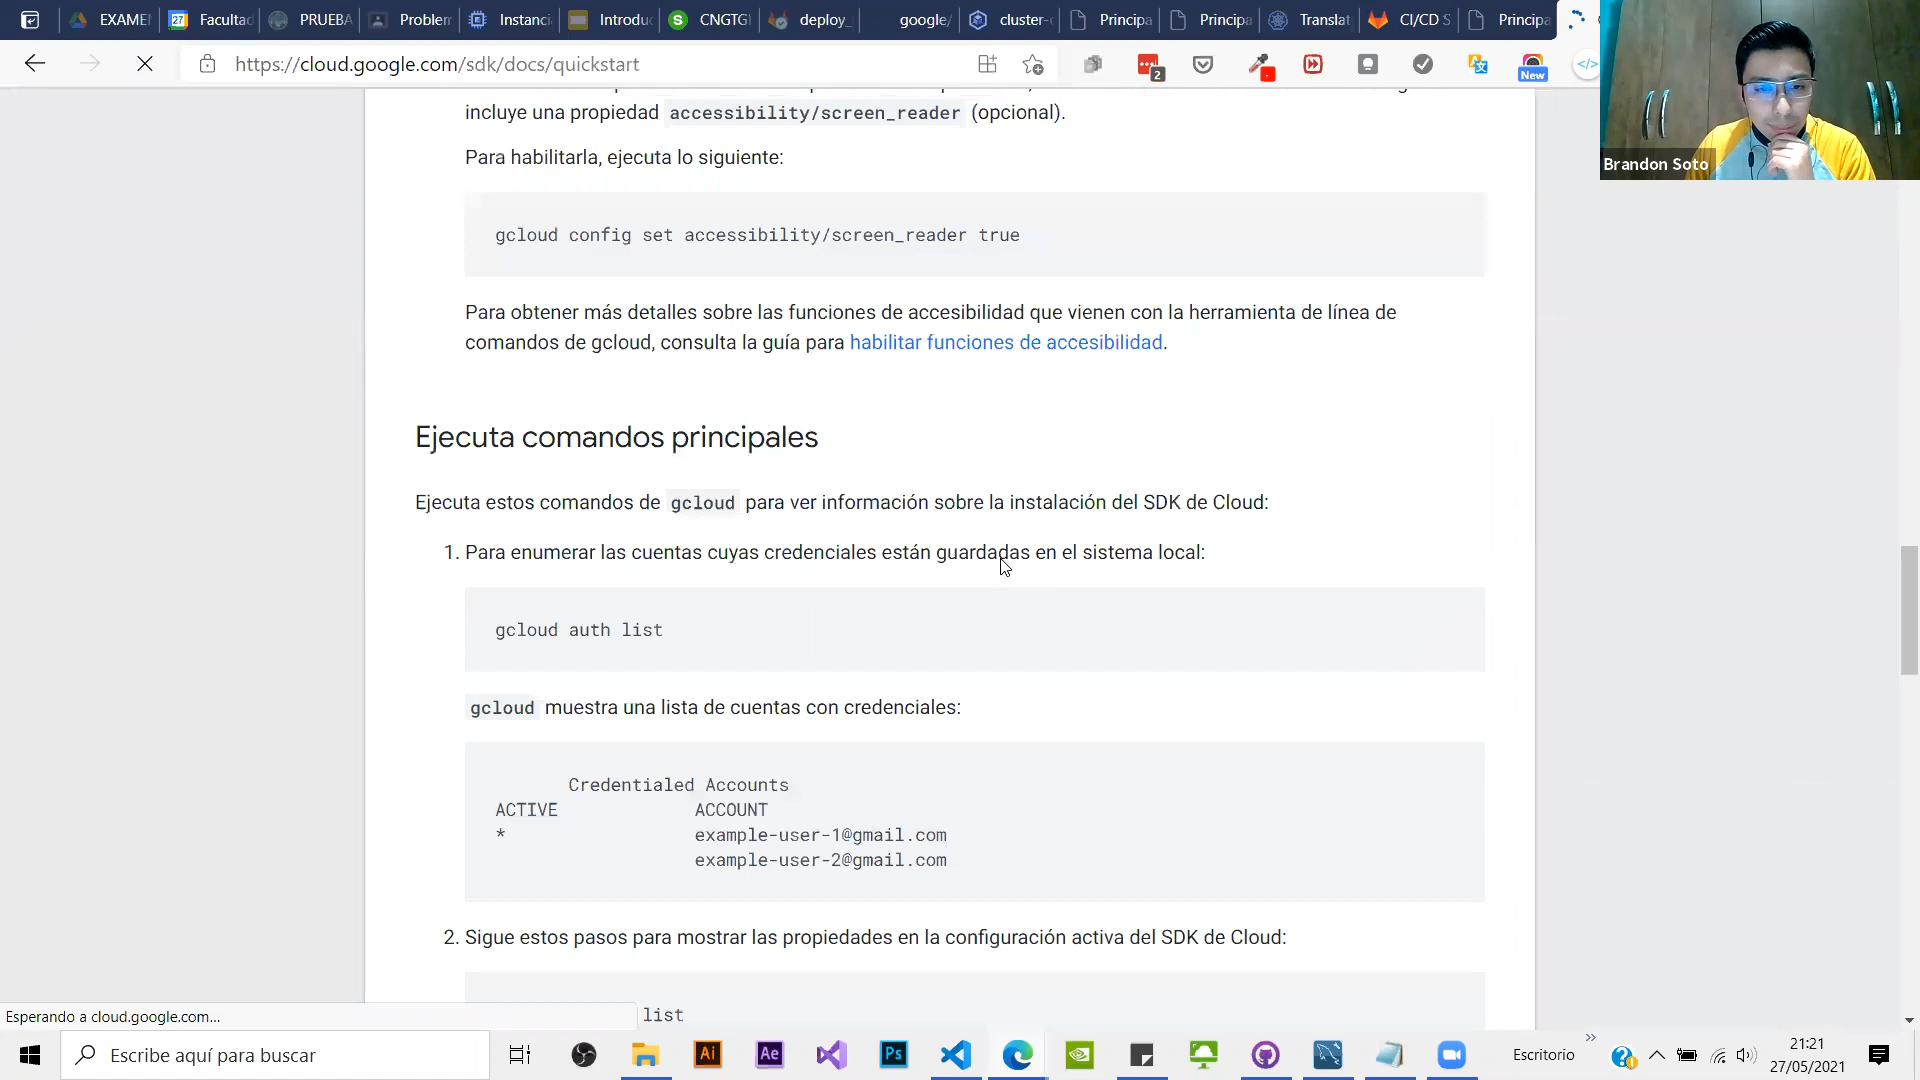 EXAMEN
Facultad
PRUEBA
Problem
Instanci
Introduc
CNGTG
deploy_
google/
cluster-
Principa
Principa
Translat
CI/CD S
Principa
https://cloud.google.com/sdk/docs/quickstart
2
New
Brandon Soto
incluye una propiedad accessibility/screen_reader (opcional).
Para habilitarla, ejecuta lo siguiente:
gcloud config set accessibility/screen_reader true
Para obtener más detalles sobre las funciones de accesibilidad que vienen con la herramienta de línea de
comandos de gcloud, consulta la guía para habilitar funciones de accesibilidad.
Ejecuta comandos principales
Ejecuta estos comandos de gcloud para ver información sobre la instalación del SDK de Cloud:
1. Para enumerar las cuentas cuyas credenciales están guardadas en el sistema local:
gcloud auth list
gcloud muestra una lista de cuentas con credenciales:
Credentialed Accounts
ACTIVE ACCOUNT
* example-user-1@gmail.com
example-user-2@gmail.com
2. Sigue estos pasos para mostrar las propiedades en la configuración activa del SDK de Cloud:
list
Esperando a cloud.google.com...
Escribe aquí para buscar
Ai
Ae
Ps
Escritorio
21:21
27/05/2021